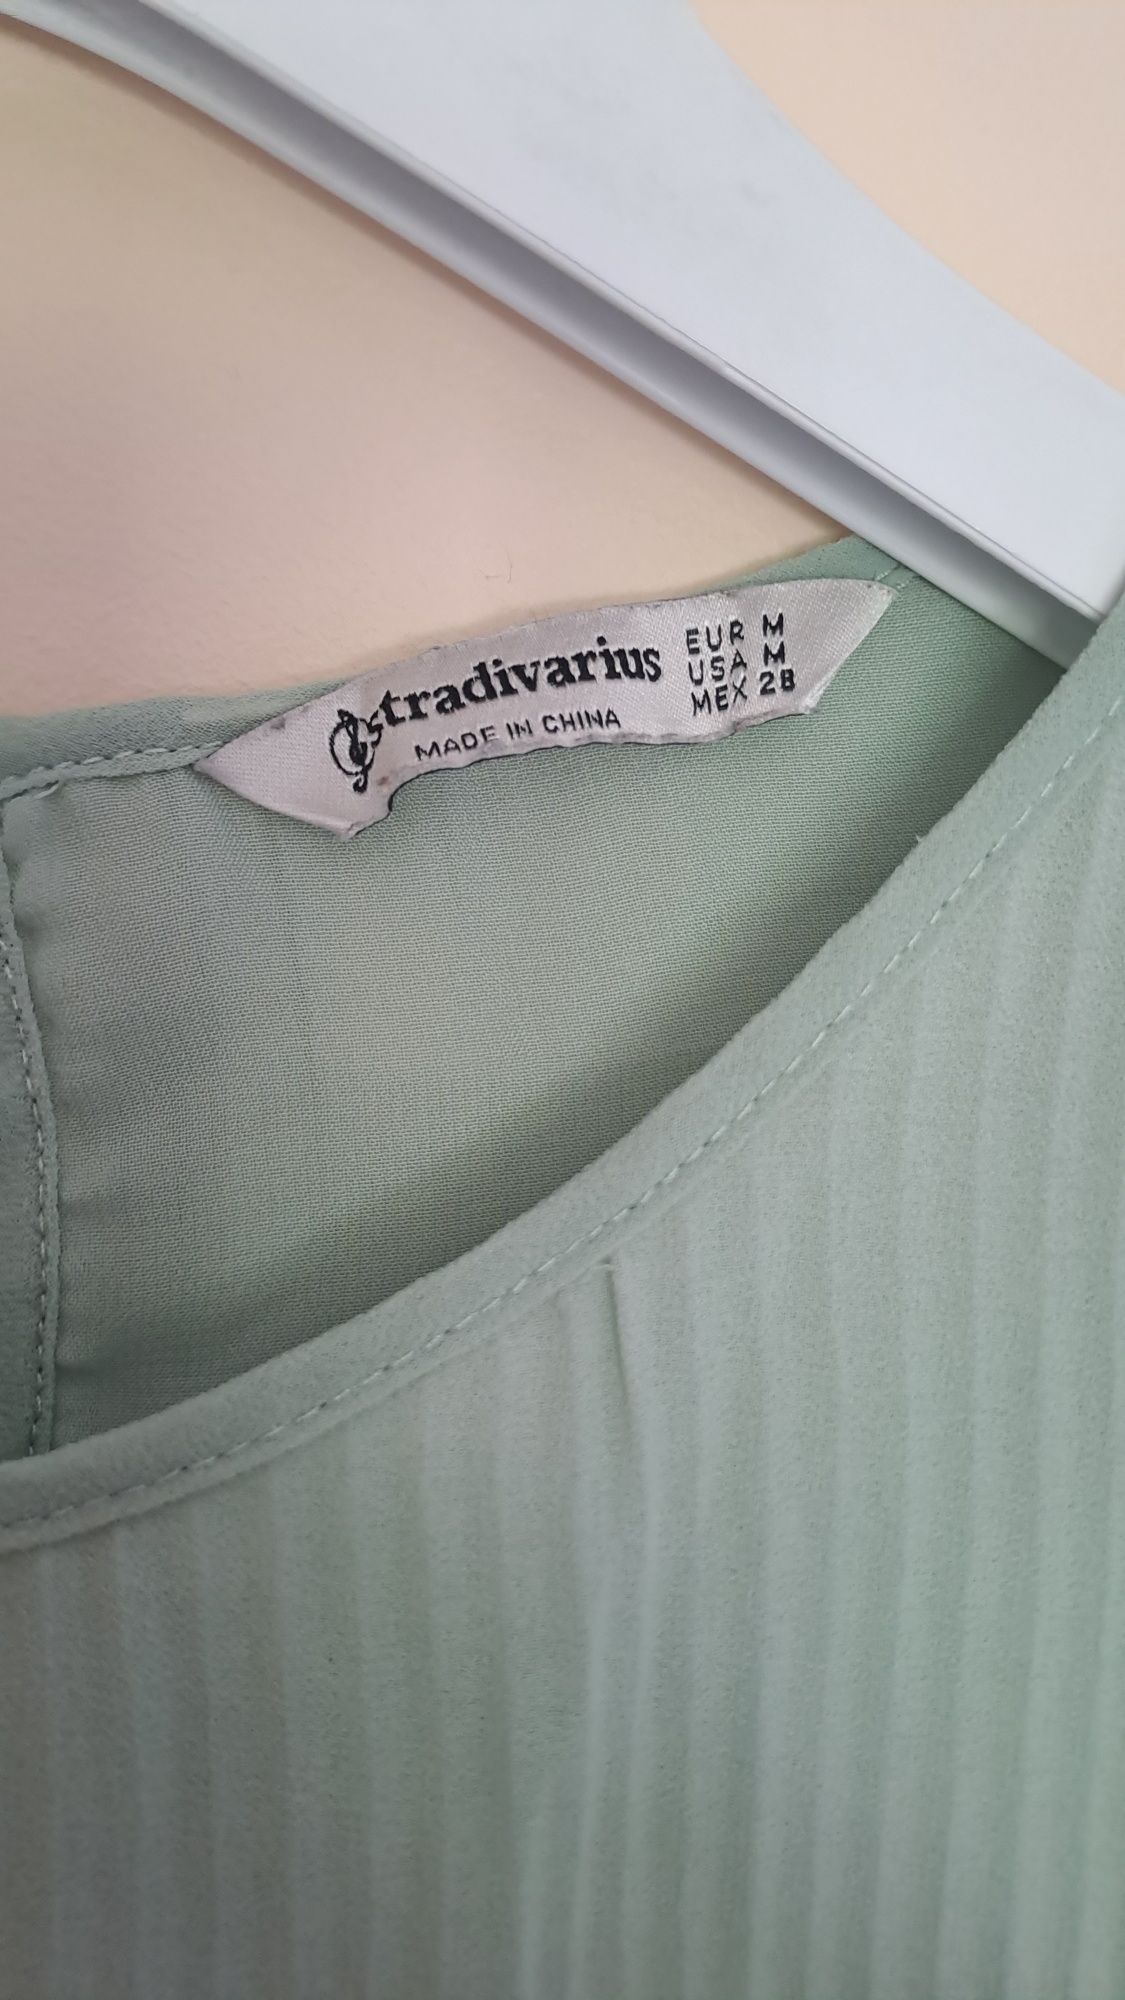 stradivarius
MADE IN CHINA
EUR M
USA M
MEX 28